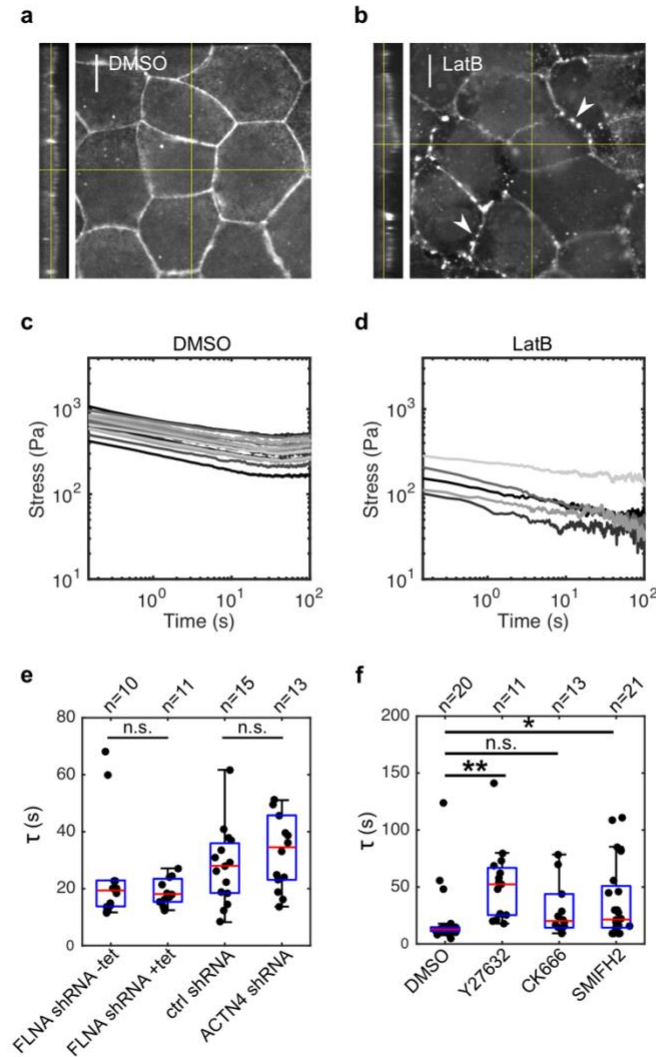 a
b
DMSO
LatB
c
d
DMSO
LatB
Stress (Pa)
10³
10²
10¹
10⁰ 10¹ 10²
Time (s)
Stress (Pa)
10³
10²
10¹
10⁰ 10¹ 10²
Time (s)
e
n=10 n=11 n=15 n=13
n.s. n.s.
τ (s)
80
60
40
20
0
FLNA shRNA -tet
FLNA shRNA +tet
ctrl shRNA
ACTN4 shRNA
f
n=20 n=11 n=13 n=21
*
n.s.
**
τ (s)
200
150
100
50
0
DMSO
Y27632
CK666
SMIFH2